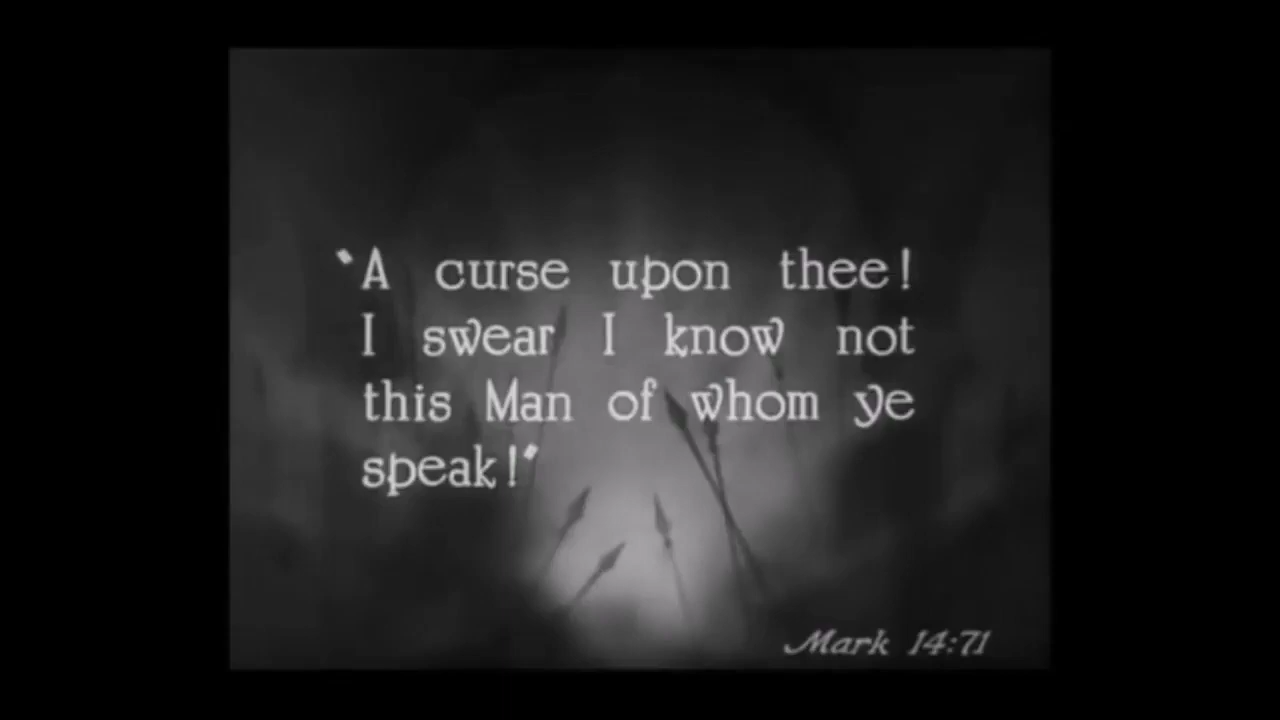 "A curse upon thee!
I swear I know not
this Man of whom ye
speak!"
Mark 14:71